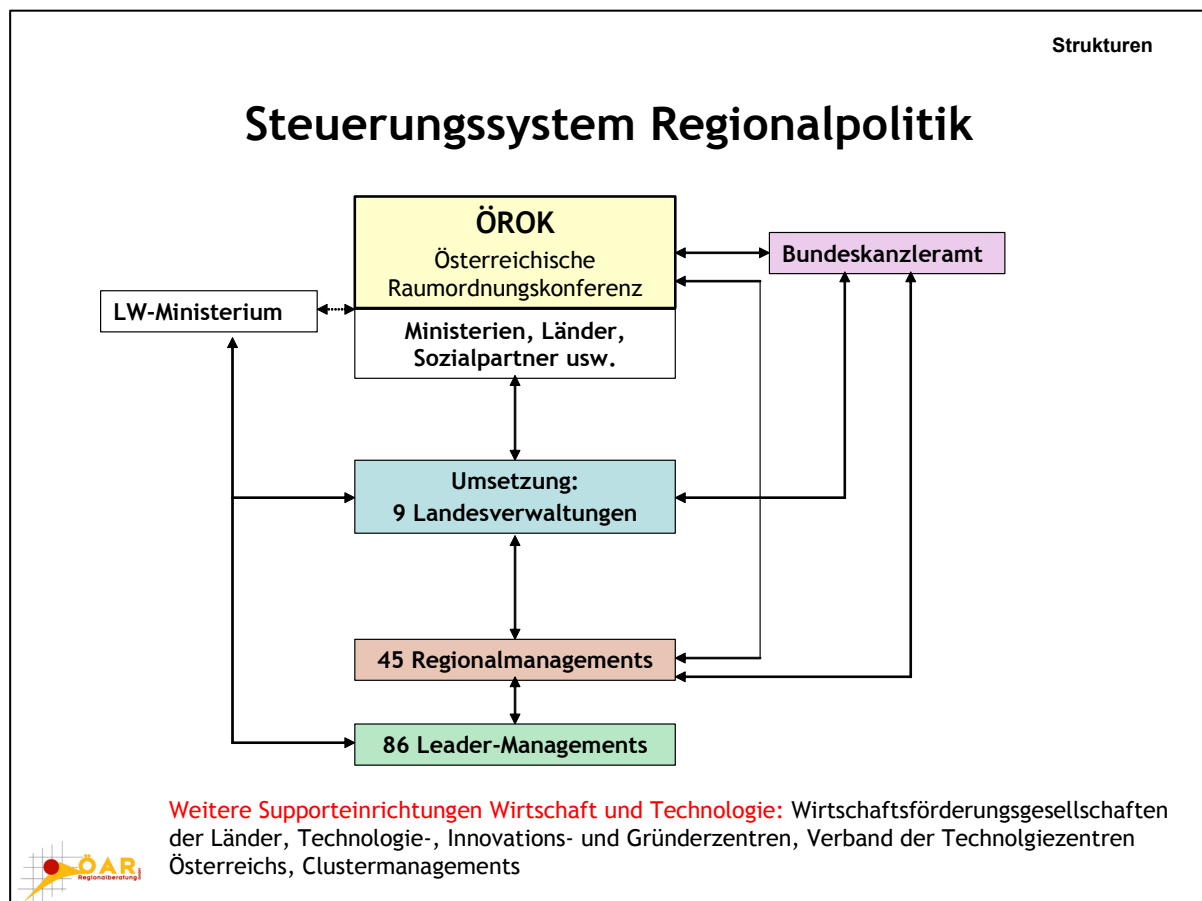 Strukturen
Steuerungssystem Regionalpolitik
ÖROK
Österreichische
Raumordnungskonferenz
Bundeskanzleramt
LW-Ministerium
Ministerien, Länder,
Sozialpartner usw.
Umsetzung:
9 Landesverwaltungen
45 Regionalmanagements
86 Leader-Managements
Weitere Supporteinrichtungen Wirtschaft und Technologie: Wirtschaftsförderungsgesellschaften
der Länder, Technologie-, Innovations- und Gründerzentren, Verband der Technolgiezentren
Österreichs, Clustermanagements
ÖAR
Regionalberatung